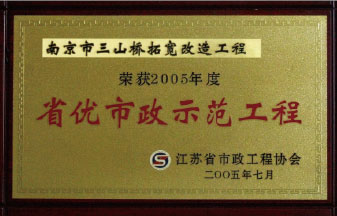 南京市三山桥拓宽改造工程
荣获2005年度
省优市政示范工程
江苏省市政工程协会
二〇〇五年七月